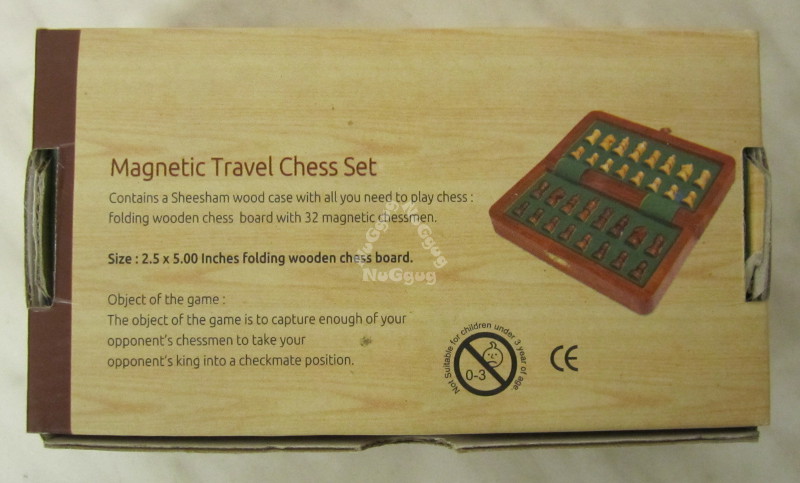 Magnetic Travel Chess Set
Contains a Sheesham wood case with all you need to play chess :
folding wooden chess board with 32 magnetic chessmen.
Size : 2.5 x 5.00 Inches folding wooden chess board.
Object of the game :
The object of the game is to capture enough of your
opponent's chessmen to take your
opponent's king into a checkmate position.
Not Suitable for children under 3 year of age.
0-3
CE
NuGgug
NuGgug
NuGgug